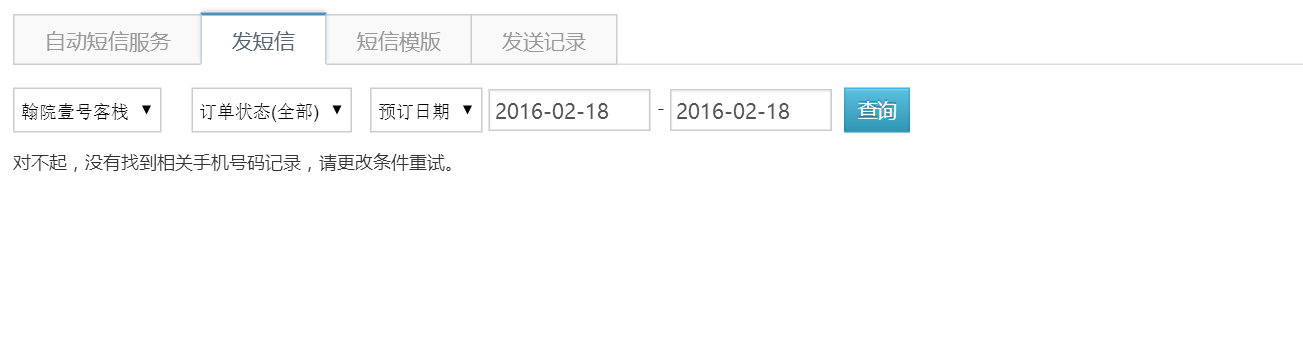 自动短信服务 发短信 短信模版 发送记录
翰院壹号客栈 ▼ 订单状态(全部) ▼ 预订日期 ▼ 2016-02-18 - 2016-02-18 查询
对不起，没有找到相关手机号码记录，请更改条件重试。